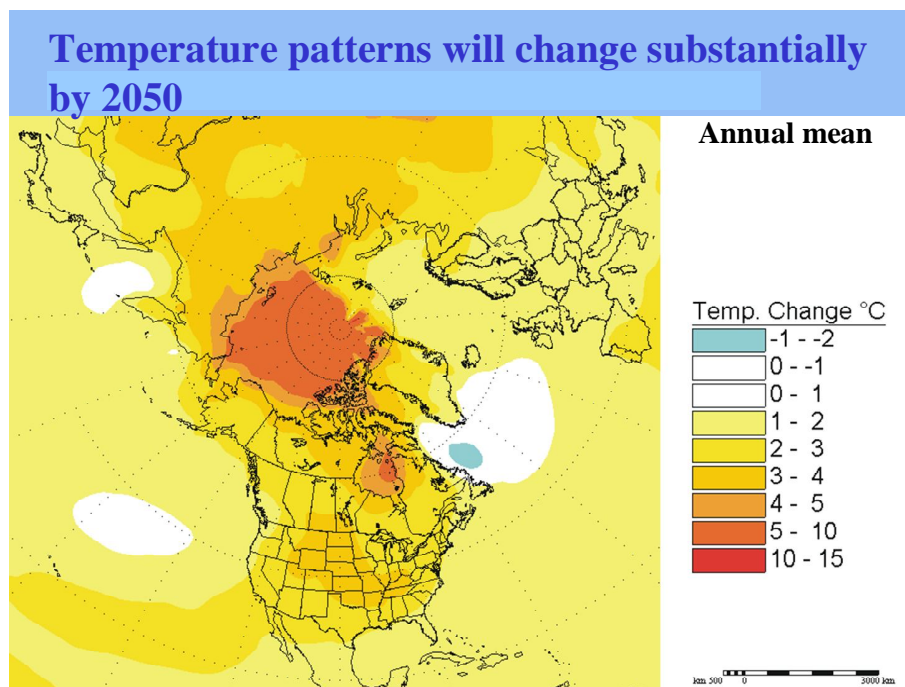 Temperature patterns will change substantially
by 2050
Annual mean
Temp. Change °C
-1 - -2
0 - -1
0 - 1
1 - 2
2 - 3
3 - 4
4 - 5
5 - 10
10 - 15
km 500 0 3000 km